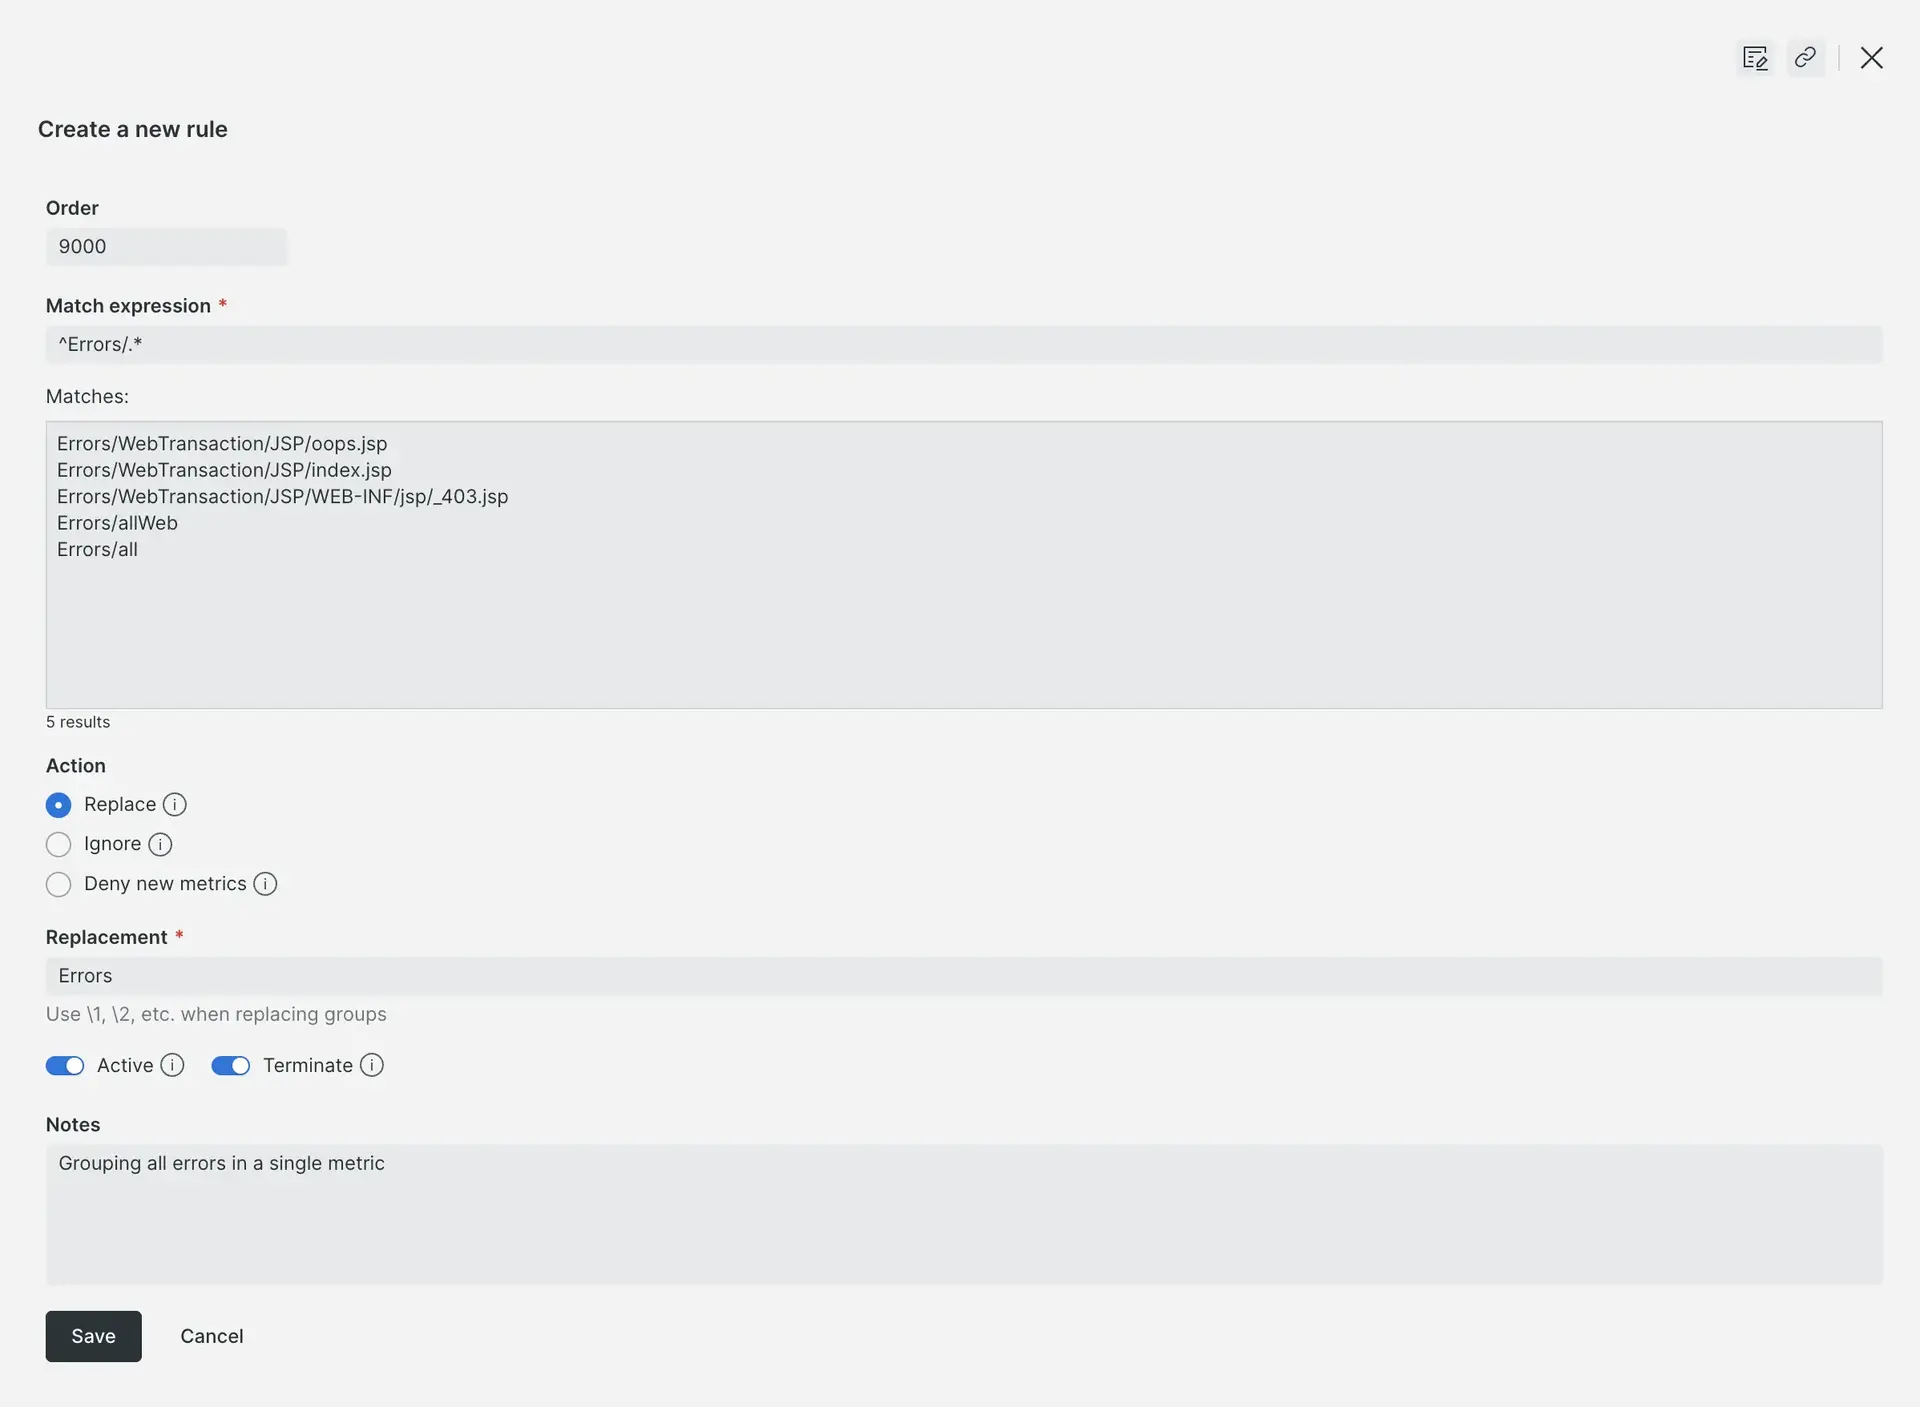 Create a new rule
Order
9000
Match expression *
^Errors/.*
Matches:
Errors/WebTransaction/JSP/oops.jsp
Errors/WebTransaction/JSP/index.jsp
Errors/WebTransaction/JSP/WEB-INF/jsp/_403.jsp
Errors/allWeb
Errors/all
5 results
Action
Replace
Ignore
Deny new metrics
Replacement *
Errors
Use \1, \2, etc. when replacing groups
Active Terminate
Notes
Grouping all errors in a single metric
Save Cancel